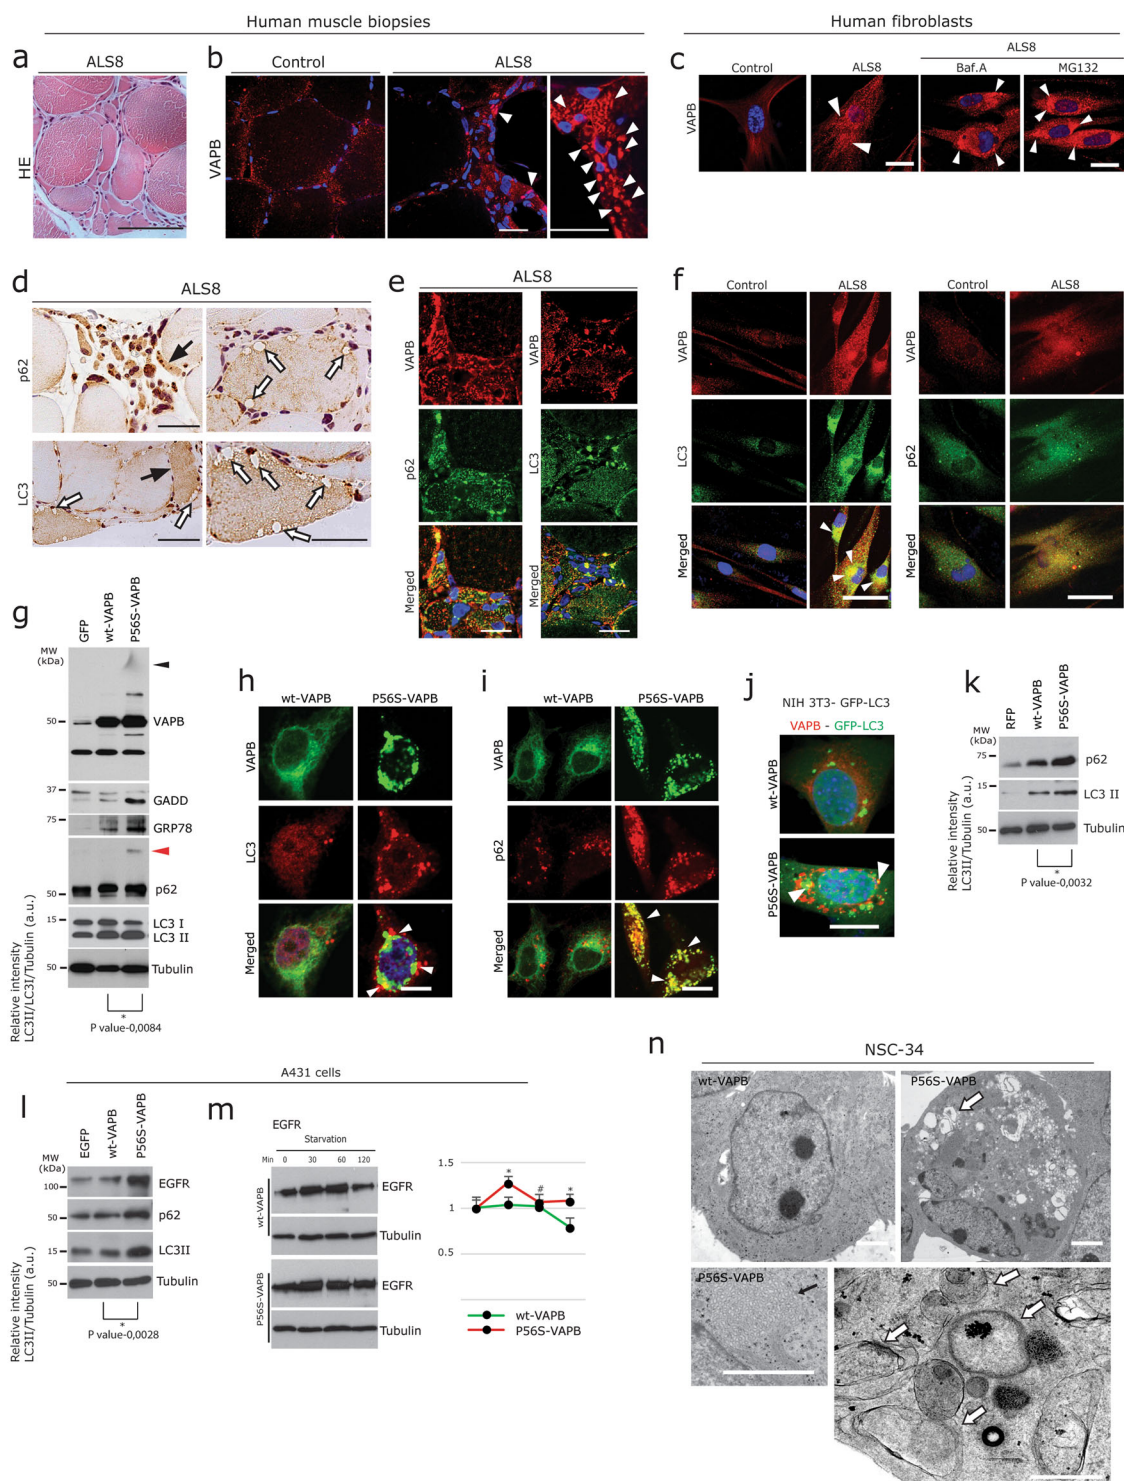 Human muscle biopsies
Human fibroblasts
a
ALS8
HE
b
Control
ALS8
VAPB
c
Control
ALS8
ALS8
Baf.A
MG132
VAPB
d
ALS8
p62
LC3
e
ALS8
VAPB
p62
Merged
VAPB
LC3
Merged
f
Control
ALS8
VAPB
LC3
Merged
Control
ALS8
VAPB
p62
Merged
g
GFP
wt-VAPB
P56S-VAPB
MW
(kDa)
50
VAPB
37
GADD
75
GRP78
50
p62
15
LC3 I
LC3 II
50
Tubulin
Relative intensity
LC3II/LC3I/Tubulin (a.u.)
*
P value-0,0084
h
wt-VAPB
P56S-VAPB
VAPB
LC3
Merged
i
wt-VAPB
P56S-VAPB
VAPB
p62
Merged
j
NIH 3T3- GFP-LC3
VAPB - GFP-LC3
wt-VAPB
P56S-VAPB
k
RFP
wt-VAPB
P56S-VAPB
MW
(kDa)
75
p62
15
LC3 II
50
Tubulin
Relative intensity
LC3II/Tubulin (a.u.)
*
P value-0,0032
A431 cells
l
EGFP
wt-VAPB
P56S-VAPB
MW
(kDa)
100
EGFR
50
p62
15
LC3II
50
Tubulin
Relative intensity
LC3II/Tubulin (a.u.)
*
P value-0,0028
m
EGFR
Starvation
Min 0 30 60 120
wt-VAPB
EGFR
Tubulin
P56S-VAPB
EGFR
Tubulin
1.5
1
0.5
* # *
wt-VAPB
P56S-VAPB
n
NSC-34
wt-VAPB
P56S-VAPB
P56S-VAPB